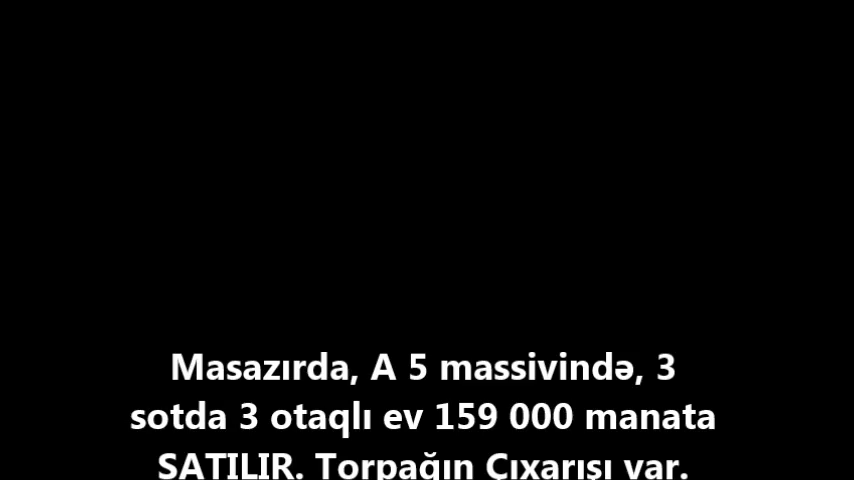 Masazırda, A 5 massivində, 3
sotda 3 otaqlı ev 159 000 manata
SATILIR. Torpağın Çıxarışı var.